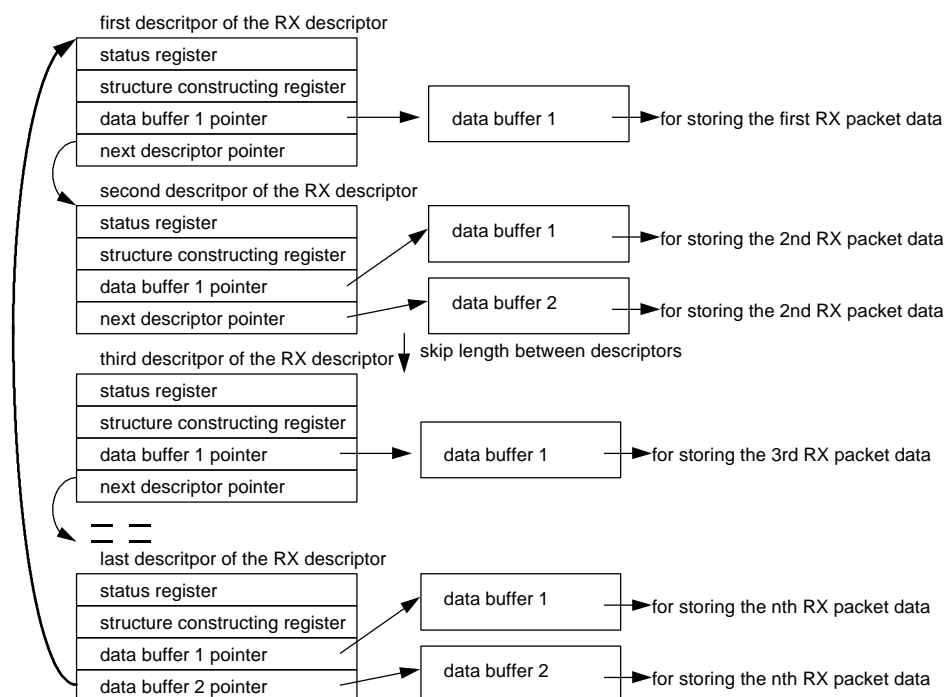 first descritpor of the RX descriptor
status register
structure constructing register
data buffer 1 pointer
next descriptor pointer
data buffer 1
for storing the first RX packet data
second descritpor of the RX descriptor
status register
structure constructing register
data buffer 1 pointer
next descriptor pointer
data buffer 1
for storing the 2nd RX packet data
data buffer 2
for storing the 2nd RX packet data
skip length between descriptors
third descritpor of the RX descriptor
status register
structure constructing register
data buffer 1 pointer
next descriptor pointer
data buffer 1
for storing the 3rd RX packet data
last descritpor of the RX descriptor
status register
structure constructing register
data buffer 1 pointer
data buffer 2 pointer
data buffer 1
for storing the nth RX packet data
data buffer 2
for storing the nth RX packet data